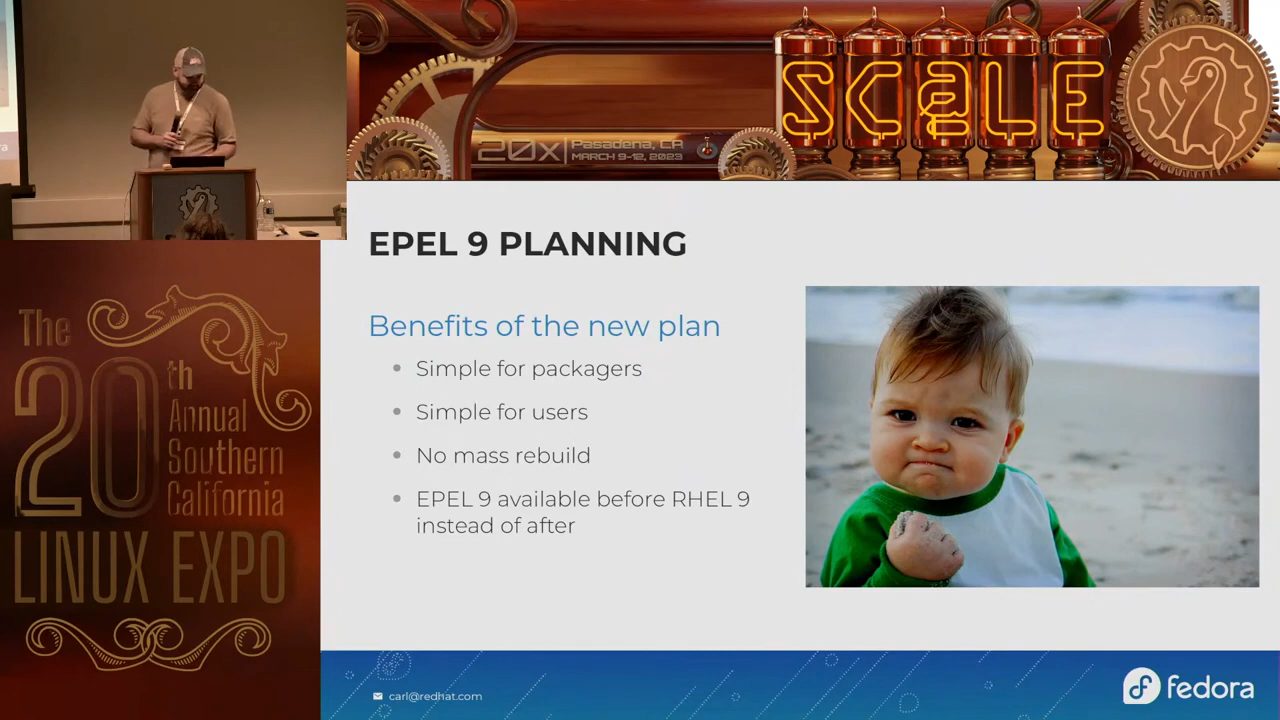 SC@LE
20x
Pasadena, CA
MARCH 9-12, 2023
EPEL 9 PLANNING
Benefits of the new plan
Simple for packagers
Simple for users
No mass rebuild
EPEL 9 available before RHEL 9
instead of after
The
20th
Annual
Southern
California
LINUX EXPO
carl@redhat.com
fedora